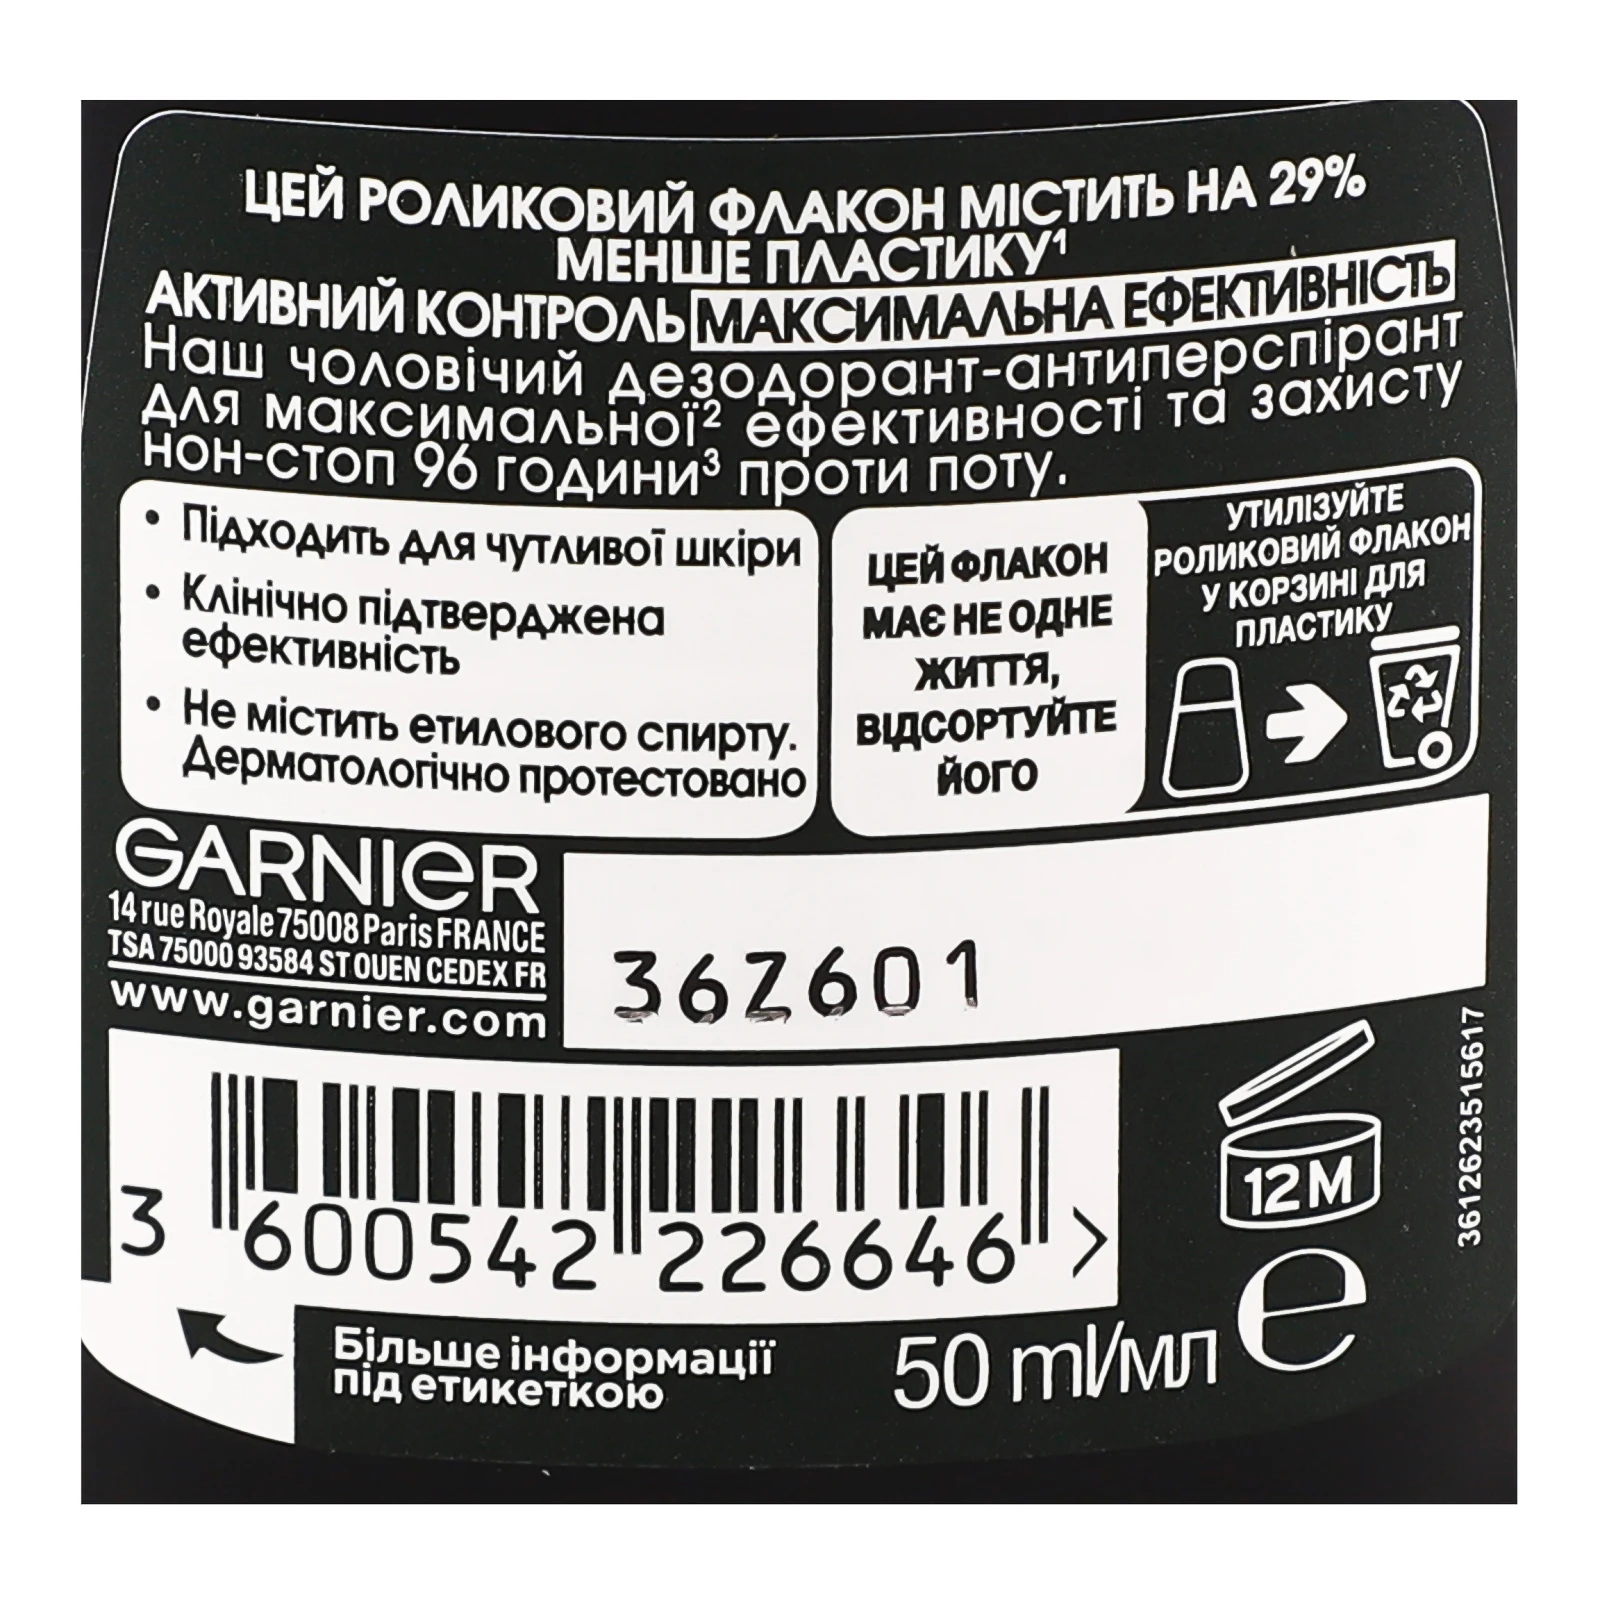 ЦЕЙ РОЛИКОВИЙ ФЛАКОН МІСТИТЬ НА 29%
МЕНШЕ ПЛАСТИКУ¹
АКТИВНИЙ КОНТРОЛЬ МАКСИМАЛЬНА ЕФЕКТИВНІСТЬ
Наш чоловічий дезодорант-антиперспірант
для максимальної² ефективності та захисту
нон-стоп 96 години³ проти поту.
• Підходить для чутливої шкіри
• Клінічно підтверджена
ефективність
• Не містить етилового спирту.
Дерматологічно протестовано
ЦЕЙ ФЛАКОН
МАЄ НЕ ОДНЕ
ЖИТТЯ,
ВІДСОРТУЙТЕ
ЙОГО
УТИЛІЗУЙТЕ
РОЛИКОВИЙ ФЛАКОН
У КОРЗИНІ ДЛЯ
ПЛАСТИКУ
GARNIER
14 rue Royale 75008 Paris FRANCE
TSA 75000 93584 ST OUEN CEDEX FR
www.garnier.com
36Z601
3612623515617
12M
3 600542 226646 >
Більше інформації
під етикеткою
50 ml/мл e